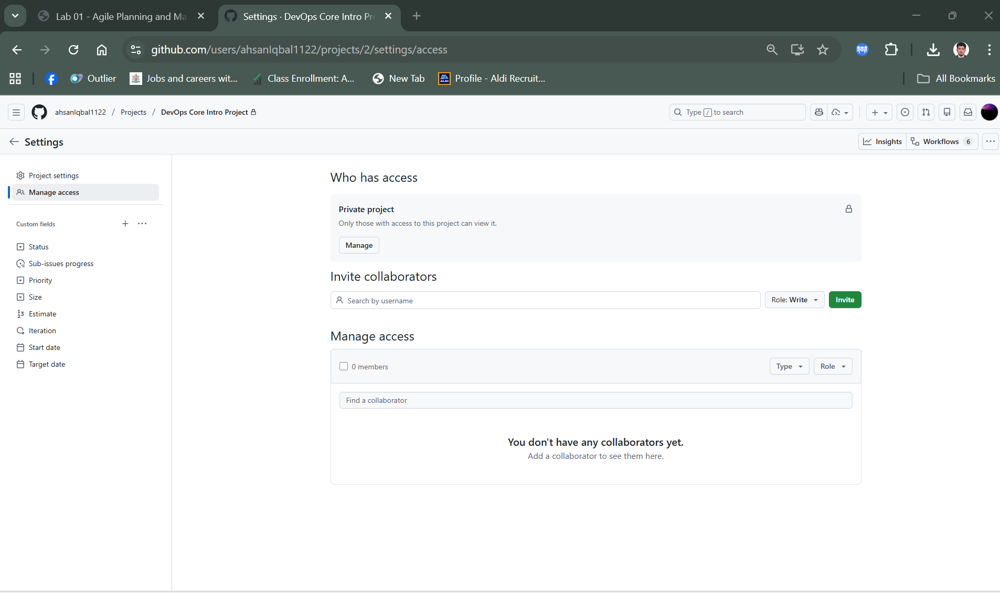 Lab 01 - Agile Planning and Ma
Settings · DevOps Core Intro Pr
github.com/users/ahsanIqbal1122/projects/2/settings/access
Outlier
Jobs and careers wit...
Class Enrollment: A...
New Tab
ALDI
Profile - Aldi Recruit...
All Bookmarks
ahsanIqbal1122 / Projects / DevOps Core Intro Project
Type / to search
Settings
Insights
Workflows 6
Project settings
Manage access
Custom fields
Status
Sub-issues progress
Priority
Size
Estimate
Iteration
Start date
Target date
Who has access
Private project
Only those with access to this project can view it.
Manage
Invite collaborators
Search by username
Role: Write
Invite
Manage access
0 members
Type
Role
Find a collaborator
You don't have any collaborators yet.
Add a collaborator to see them here.